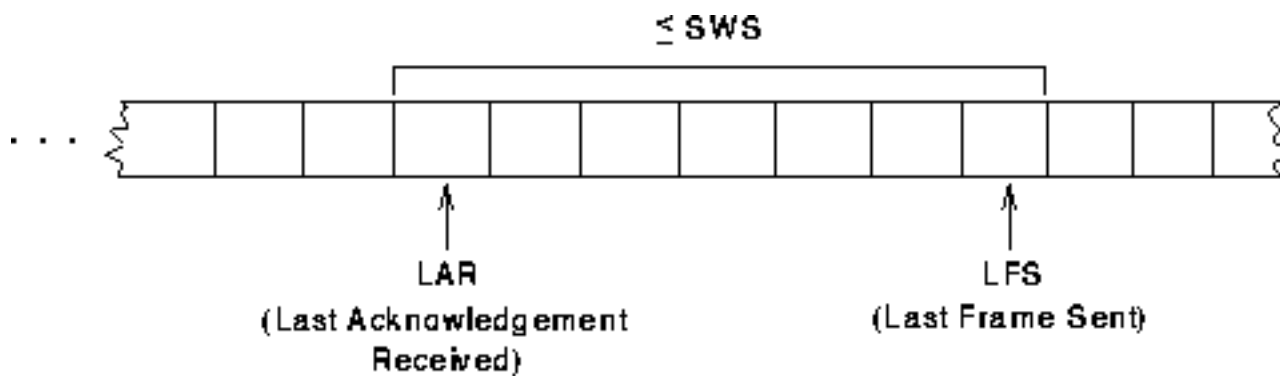 ≤ SWS
. . .
LAR
(Last Acknowledgement
Received)
LFS
(Last Frame Sent)